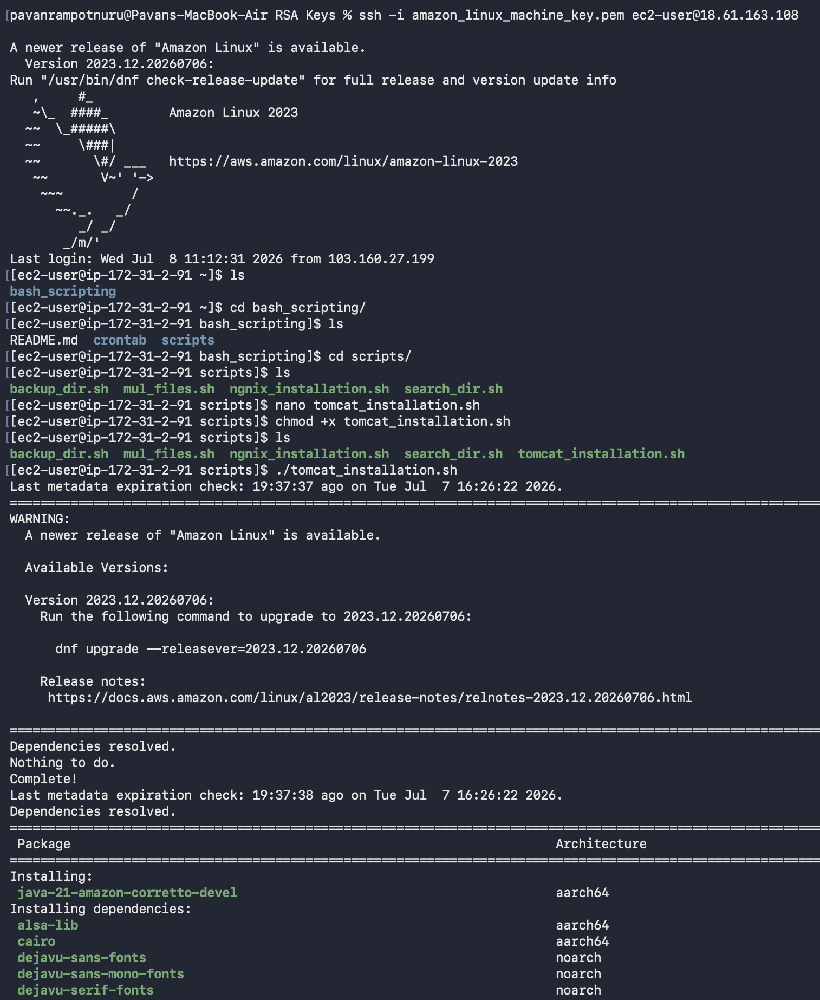 [pavanrampotnuru@Pavans-MacBook-Air RSA Keys % ssh -i amazon_linux_machine_key.pem ec2-user@18.61.163.108
A newer release of "Amazon Linux" is available.
  Version 2023.12.20260706:
Run "/usr/bin/dnf check-release-update" for full release and version update info
   ,     #_
   ~\_  ####_        Amazon Linux 2023
  ~~  \_#####\
  ~~     \###|
  ~~       \#/ ___   https://aws.amazon.com/linux/amazon-linux-2023
   ~~       V~' '->
    ~~~         /
      ~~._.   _/
         _/ _/
       _/m/'
Last login: Wed Jul  8 11:12:31 2026 from 103.160.27.199
[[ec2-user@ip-172-31-2-91 ~]$ ls
bash_scripting
[[ec2-user@ip-172-31-2-91 ~]$ cd bash_scripting/
[[ec2-user@ip-172-31-2-91 bash_scripting]$ ls
README.md  crontab  scripts
[[ec2-user@ip-172-31-2-91 bash_scripting]$ cd scripts/
[[ec2-user@ip-172-31-2-91 scripts]$ ls
backup_dir.sh  mul_files.sh  ngnix_installation.sh  search_dir.sh
[[ec2-user@ip-172-31-2-91 scripts]$ nano tomcat_installation.sh
[[ec2-user@ip-172-31-2-91 scripts]$ chmod +x tomcat_installation.sh
[[ec2-user@ip-172-31-2-91 scripts]$ ls
backup_dir.sh  mul_files.sh  ngnix_installation.sh  search_dir.sh  tomcat_installation.sh
[[ec2-user@ip-172-31-2-91 scripts]$ ./tomcat_installation.sh
Last metadata expiration check: 19:37:37 ago on Tue Jul  7 16:26:22 2026.
===========================================================================================================
WARNING:
  A newer release of "Amazon Linux" is available.
  Available Versions:
  Version 2023.12.20260706:
    Run the following command to upgrade to 2023.12.20260706:
      dnf upgrade --releasever=2023.12.20260706
    Release notes:
     https://docs.aws.amazon.com/linux/al2023/release-notes/relnotes-2023.12.20260706.html
===========================================================================================================
Dependencies resolved.
Nothing to do.
Complete!
Last metadata expiration check: 19:37:38 ago on Tue Jul  7 16:26:22 2026.
Dependencies resolved.
===========================================================================================================
 Package                                                                Architecture
===========================================================================================================
Installing:
 java-21-amazon-corretto-devel                                          aarch64
Installing dependencies:
 alsa-lib                                                               aarch64
 cairo                                                                  aarch64
 dejavu-sans-fonts                                                      noarch
 dejavu-sans-mono-fonts                                                 noarch
 dejavu-serif-fonts                                                     noarch